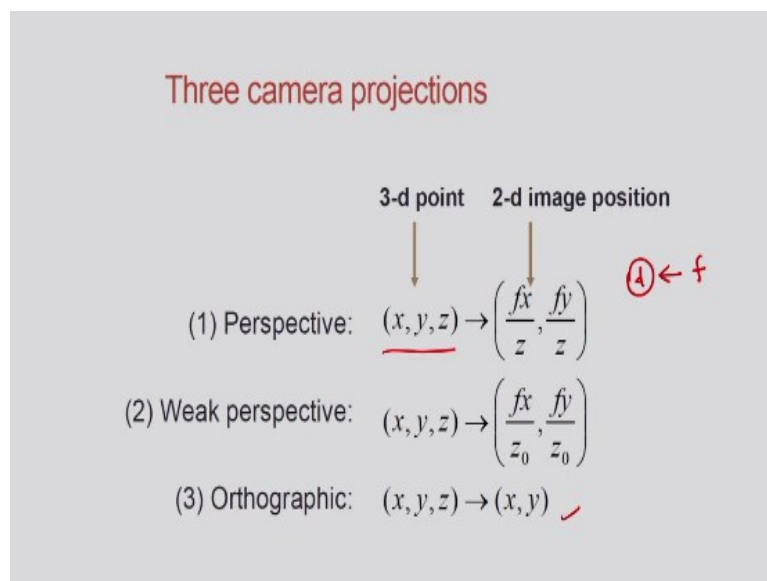 Three camera projections
3-d point 2-d image position
d ← f
(1) Perspective: (x, y, z) → (fx/z, fy/z)
(2) Weak perspective: (x, y, z) → (fx/z₀, fy/z₀)
(3) Orthographic: (x, y, z) → (x, y)